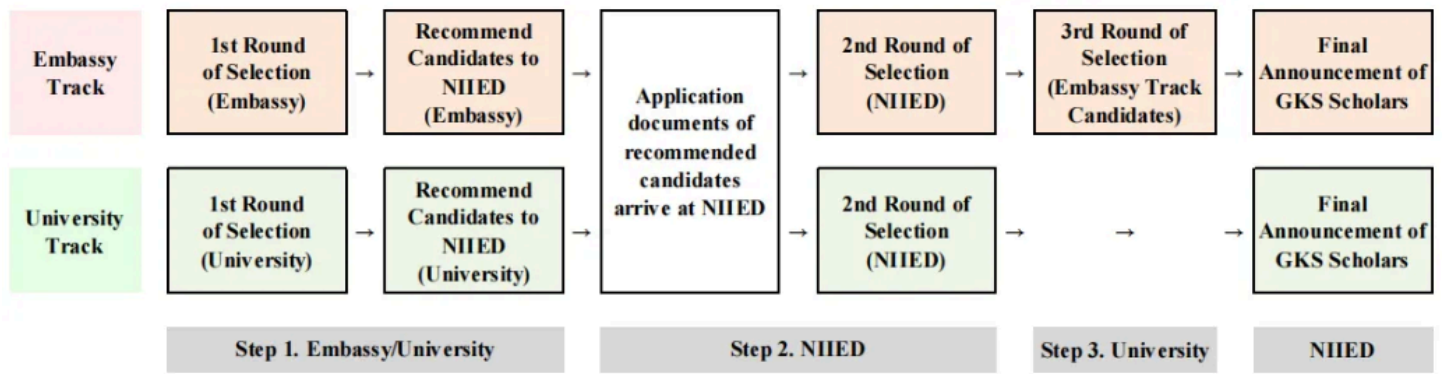 Embassy
Track
1st Round
of Selection
(Embassy)
→
Recommend
Candidates to
NIIED
(Embassy)
→
Application
documents of
recommended
candidates
arrive at NIIED
→
2nd Round of
Selection
(NIIED)
→
3rd Round of
Selection
(Embassy Track
Candidates)
→
Final
Announcement of
GKS Scholars
University
Track
1st Round
of Selection
(University)
→
Recommend
Candidates to
NIIED
(University)
→
→
2nd Round of
Selection
(NIIED)
→
→
→
Final
Announcement of
GKS Scholars
Step 1. Embassy/University
Step 2. NIIED
Step 3. University
NIIED